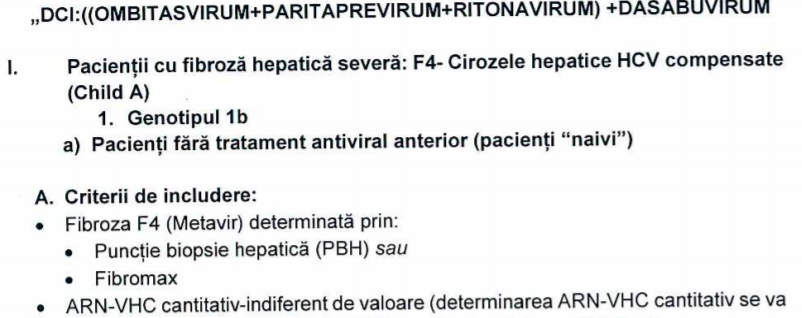 „DCI:((OMBITASVIRUM+PARITAPREVIRUM+RITONAVIRUM) +DASABUVIRUM
I. Pacienții cu fibroză hepatică severă: F4- Cirozele hepatice HCV compensate
(Child A)
1. Genotipul 1b
a) Pacienți fără tratament antiviral anterior (pacienți “naivi”)
A. Criterii de includere:
• Fibroza F4 (Metavir) determinată prin:
• Puncție biopsie hepatică (PBH) sau
• Fibromax
• ARN-VHC cantitativ-indiferent de valoare (determinarea ARN-VHC cantitativ se va